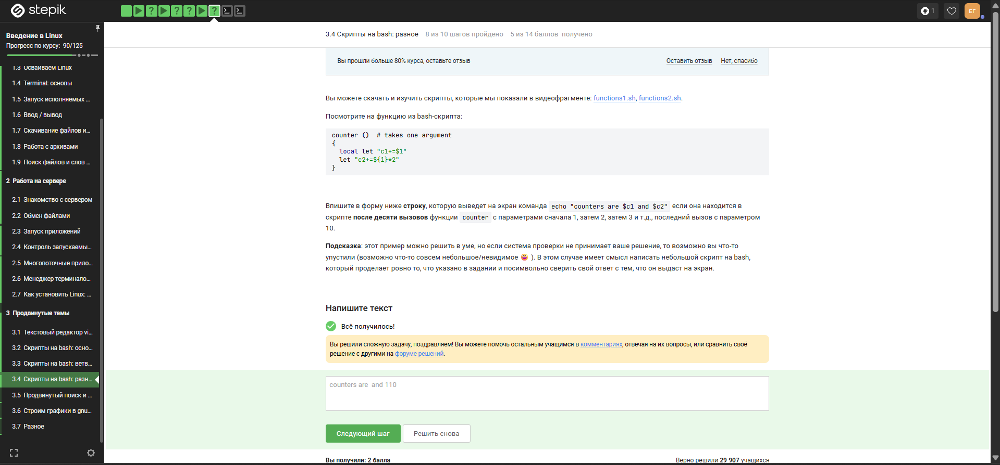 stepik
1
ЕГ
Введение в Linux
Прогресс по курсу: 90/125
1.3 Осваиваем Linux
1.4 Terminal: основы
1.5 Запуск исполняемых ...
1.6 Ввод / вывод
1.7 Скачивание файлов и...
1.8 Работа с архивами
1.9 Поиск файлов и слов ...
2 Работа на сервере
2.1 Знакомство с сервером
2.2 Обмен файлами
2.3 Запуск приложений
2.4 Контроль запускаемы...
2.5 Многопоточные прило...
2.6 Менеджер терминало...
2.7 Как установить Linux: ...
3 Продвинутые темы
3.1 Текстовый редактор vi...
3.2 Скрипты на bash: осно...
3.3 Скрипты на bash: ветв...
3.4 Скрипты на bash: разн...
3.5 Продвинутый поиск и ...
3.6 Строим графики в gnu...
3.7 Разное
3.4 Скрипты на bash: разное 8 из 10 шагов пройдено 5 из 14 баллов получено
Вы прошли больше 80% курса, оставьте отзыв Оставить отзыв Нет, спасибо
Вы можете скачать и изучить скрипты, которые мы показали в видеофрагменте: functions1.sh, functions2.sh.
Посмотрите на функцию из bash-скрипта:
counter ()  # takes one argument
{
  local let "c1+=$1"
  let "c2+=${1}*2"
}
Впишите в форму ниже строку, которую выведет на экран команда echo "counters are $c1 and $c2" если она находится в
скрипте после десяти вызовов функции counter с параметрами сначала 1, затем 2, затем 3 и т.д., последний вызов с параметром
10.
Подсказка: этот пример можно решить в уме, но если система проверки не принимает ваше решение, то возможно вы что-то
упустили (возможно что-то совсем небольшое/невидимое 😀 ). В этом случае имеет смысл написать небольшой скрипт на bash,
который проделает ровно то, что указано в задании и посимвольно сверить свой ответ с тем, что он выдаст на экран.
Напишите текст
Всё получилось!
Вы решили сложную задачу, поздравляем! Вы можете помочь остальным учащимся в комментариях, отвечая на их вопросы, или сравнить своё
решение с другими на форуме решений.
counters are  and 110
Следующий шаг Решить снова
Вы получили: 2 балла Верно решили 29 907 учащихся